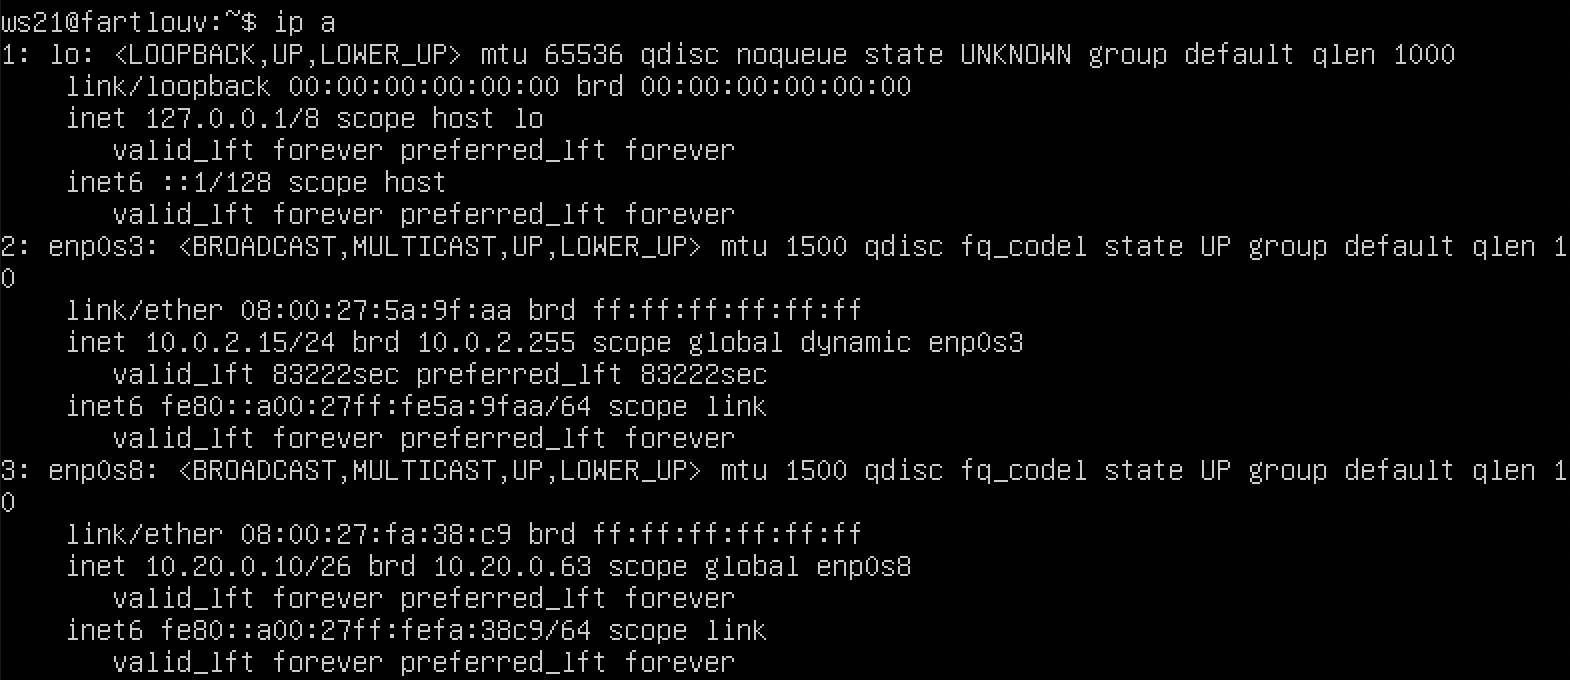 ws21@fartlouv:~$ ip a
1: lo: <LOOPBACK,UP,LOWER_UP> mtu 65536 qdisc noqueue state UNKNOWN group default qlen 1000
    link/loopback 00:00:00:00:00:00 brd 00:00:00:00:00:00
    inet 127.0.0.1/8 scope host lo
       valid_lft forever preferred_lft forever
    inet6 ::1/128 scope host
       valid_lft forever preferred_lft forever
2: enp0s3: <BROADCAST,MULTICAST,UP,LOWER_UP> mtu 1500 qdisc fq_codel state UP group default qlen 1
0
    link/ether 08:00:27:5a:9f:aa brd ff:ff:ff:ff:ff:ff
    inet 10.0.2.15/24 brd 10.0.2.255 scope global dynamic enp0s3
       valid_lft 83222sec preferred_lft 83222sec
    inet6 fe80::a00:27ff:fe5a:9faa/64 scope link
       valid_lft forever preferred_lft forever
3: enp0s8: <BROADCAST,MULTICAST,UP,LOWER_UP> mtu 1500 qdisc fq_codel state UP group default qlen 1
0
    link/ether 08:00:27:fa:38:c9 brd ff:ff:ff:ff:ff:ff
    inet 10.20.0.10/26 brd 10.20.0.63 scope global enp0s8
       valid_lft forever preferred_lft forever
    inet6 fe80::a00:27ff:fefa:38c9/64 scope link
       valid_lft forever preferred_lft forever